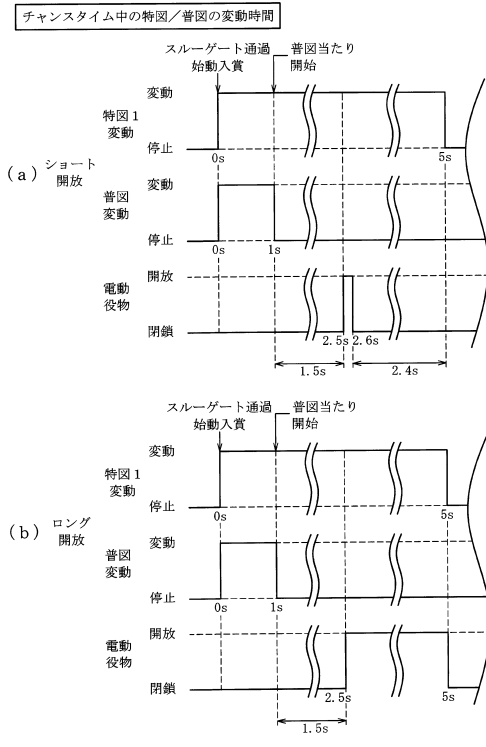 チャンスタイム中の特図／普図の変動時間
スルーゲート通過
始動入賞
普図当たり
開始
(a) ショート
開放
特図1
変動
変動
停止
0s
5s
普図
変動
変動
停止
0s
1s
電動
役物
開放
閉鎖
2.5s
2.6s
1.5s
2.4s
スルーゲート通過
始動入賞
普図当たり
開始
(b) ロング
開放
特図1
変動
変動
停止
0s
5s
普図
変動
変動
停止
0s
1s
電動
役物
開放
閉鎖
2.5s
5s
1.5s